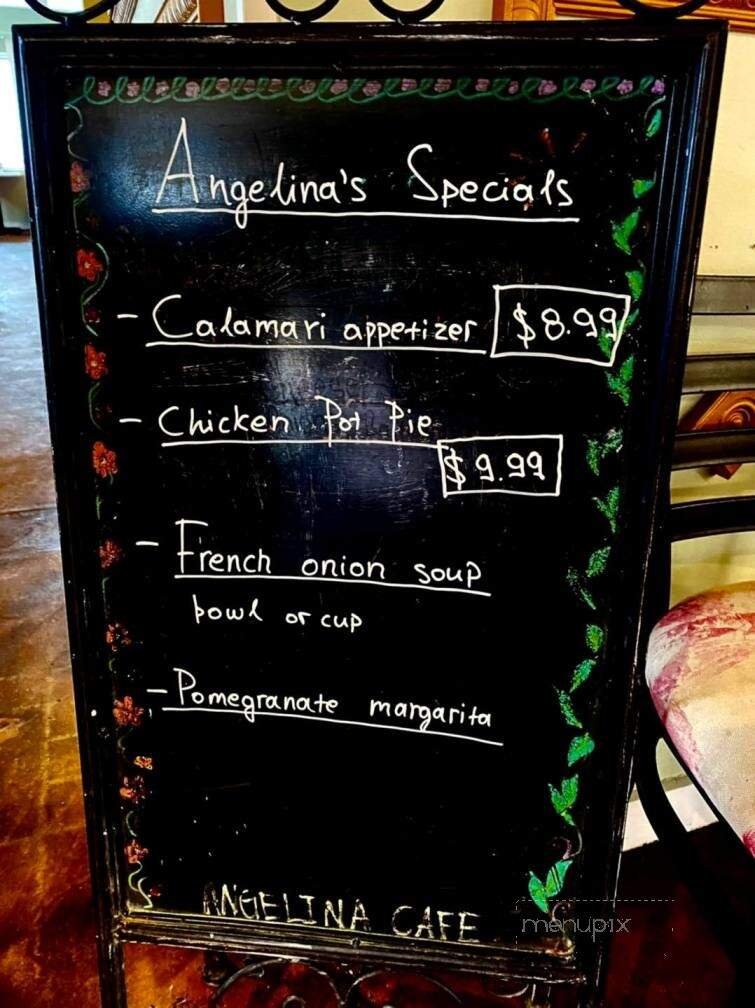 Angelina's Specials
- Calamari appetizer $8.99
- Chicken Pot Pie
$9.99
- French onion soup
bowl or cup
- Pomegranate margarita
ANGELINA CAFE
menupix